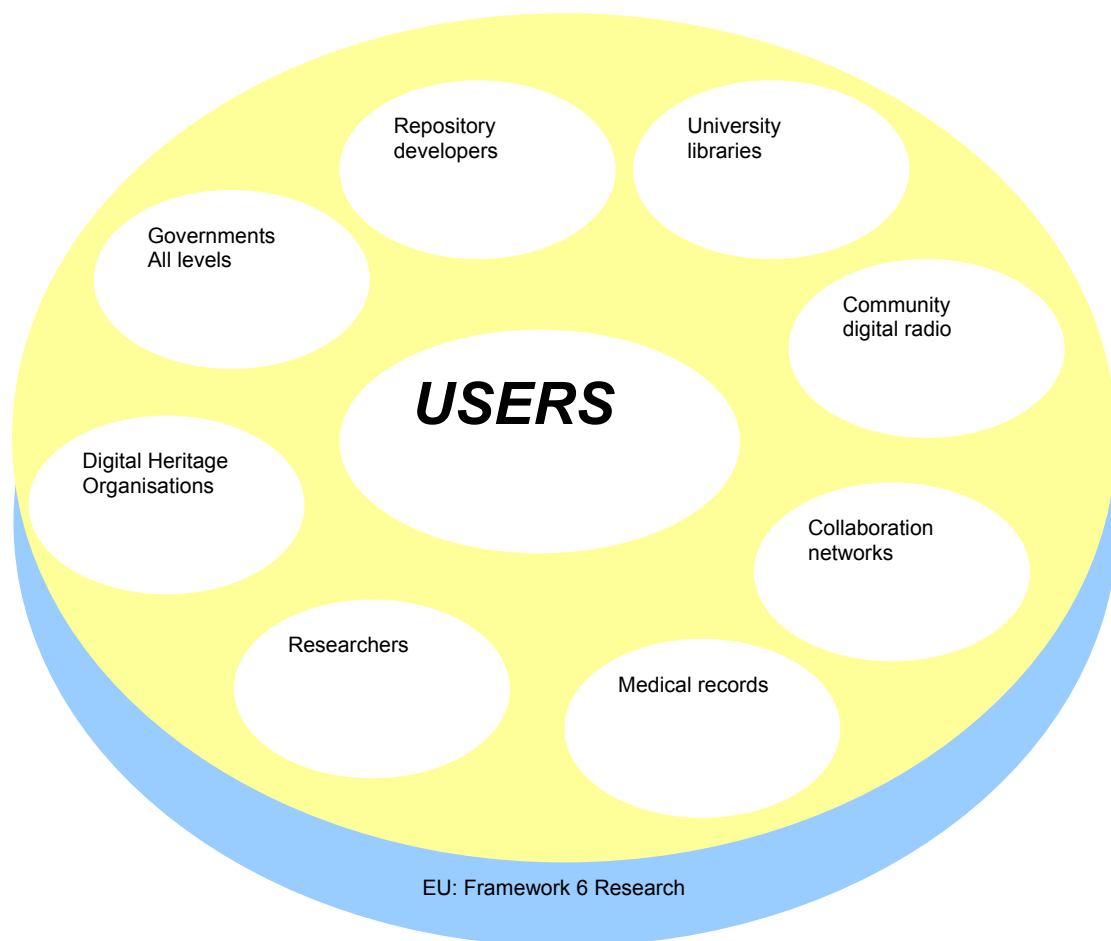 Repository
developers
University
libraries
Governments
All levels
Community
digital radio
USERS
Digital Heritage
Organisations
Collaboration
networks
Researchers
Medical records
EU: Framework 6 Research